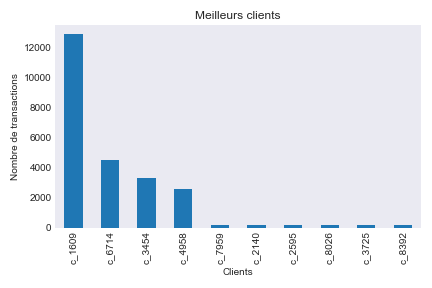 Meilleurs clients
Nombre de transactions
12000
10000
8000
6000
4000
2000
0
c_1609
c_6714
c_3454
c_4958
c_7959
c_2140
c_2595
c_8026
c_3725
c_8392
Clients